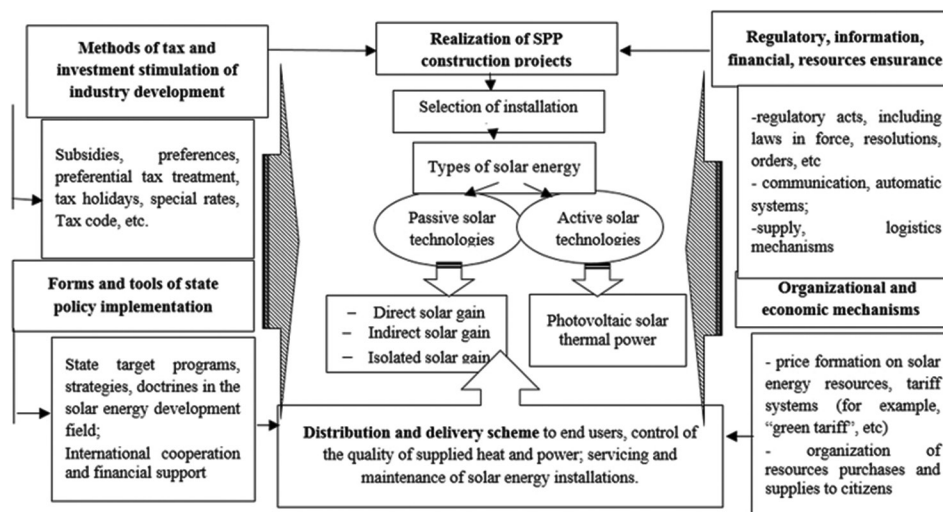 Methods of tax and
investment stimulation of
industry development
Subsidies, preferences,
preferential tax treatment,
tax holidays, special rates,
Tax code, etc.
Forms and tools of state
policy implementation
State target programs,
strategies, doctrines in the
solar energy development
field;
International cooperation
and financial support
Realization of SPP
construction projects
Selection of installation
Types of solar energy
Passive solar
technologies
Active solar
technologies
– Direct solar gain
– Indirect solar gain
– Isolated solar gain
Photovoltaic solar
thermal power
Distribution and delivery scheme to end users, control of
the quality of supplied heat and power; servicing and
maintenance of solar energy installations.
Regulatory, information,
financial, resources ensurance
-regulatory acts, including
laws in force, resolutions,
orders, etc
- communication, automatic
systems;
-supply, logistics
mechanisms
Organizational and
economic mechanisms
- price formation on solar
energy resources, tariff
systems (for example,
“green tariff”, etc)
- organization of
resources purchases and
supplies to citizens